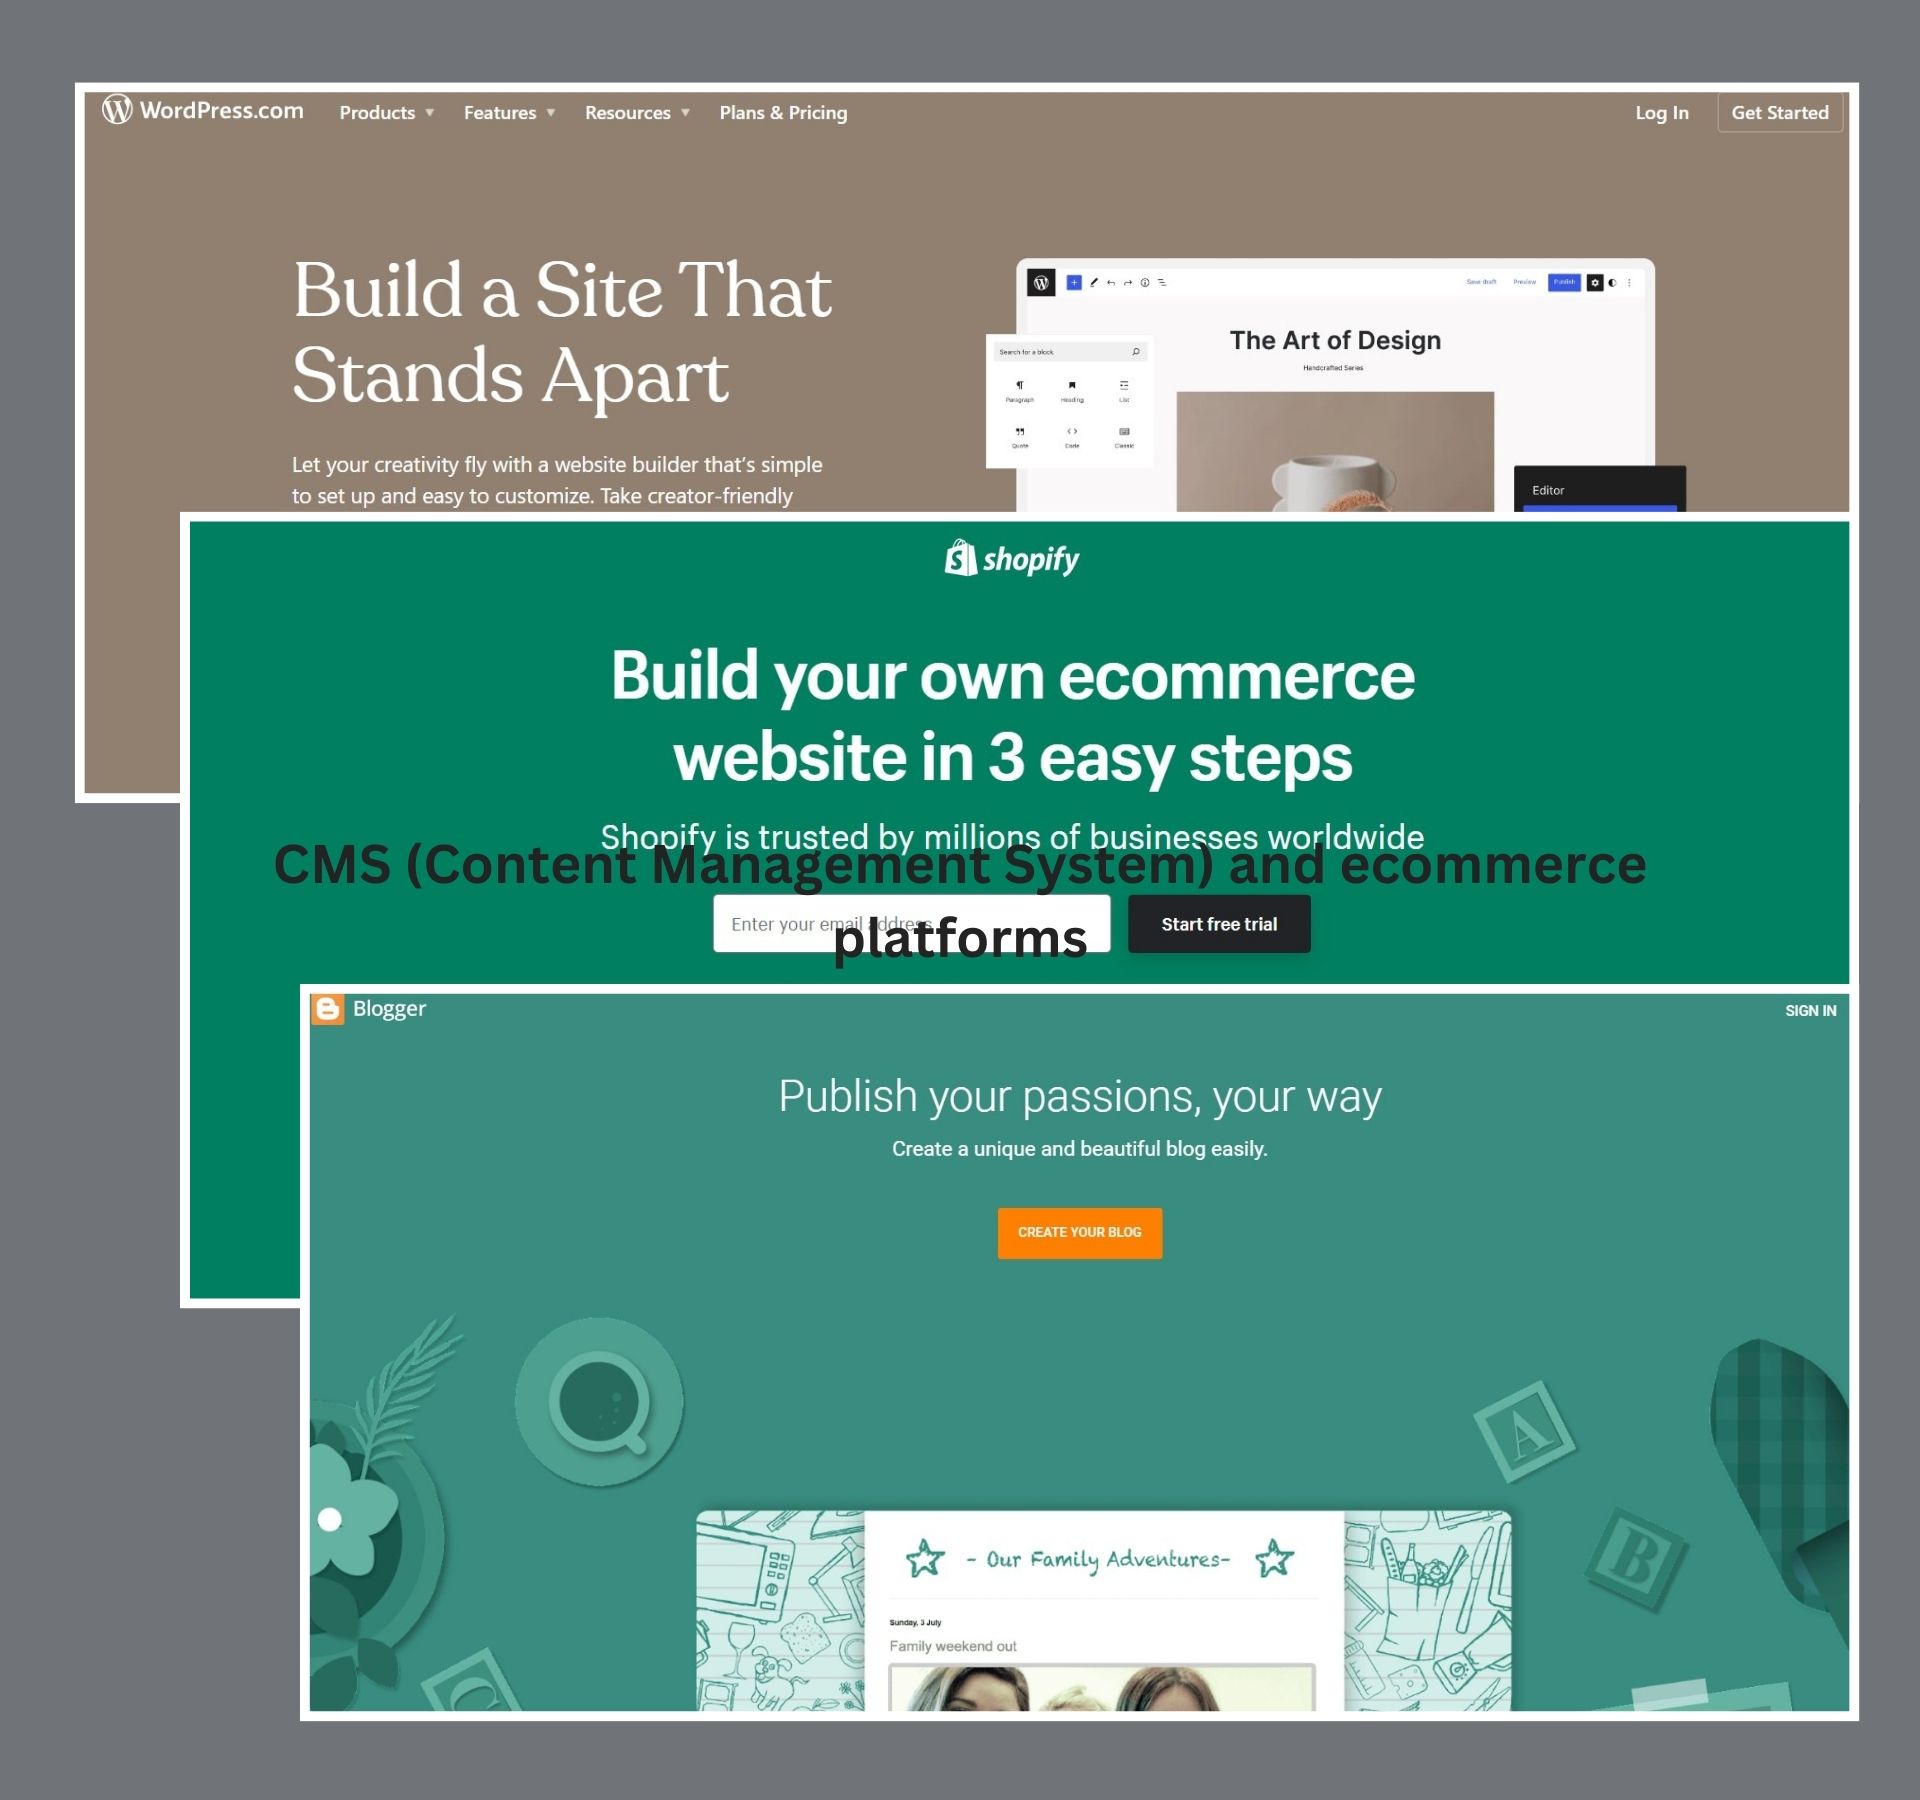 WordPress.com Products Features Resources Plans & Pricing Log In Get Started
Build a Site That
Stands Apart
Let your creativity fly with a website builder that's simple
to set up and easy to customize. Take creator-friendly
Save draft Preview Publish
The Art of Design
Handcrafted Series
Search for a block
Paragraph Heading List
Quote Code Classic
Editor
shopify
Build your own ecommerce
website in 3 easy steps
Shopify is trusted by millions of businesses worldwide
CMS (Content Management System) and ecommerce
platforms
Enter your email address
Start free trial
Blogger SIGN IN
Publish your passions, your way
Create a unique and beautiful blog easily.
CREATE YOUR BLOG
A
B
C
- Our Family Adventures-
Sunday, 3 July
Family weekend out